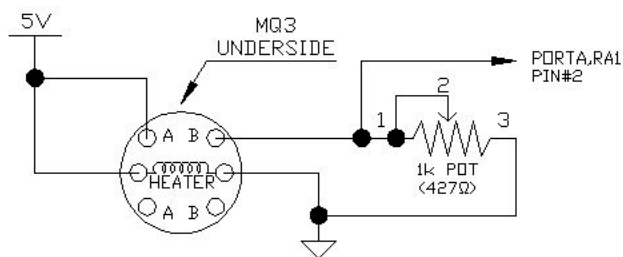 5V
MQ3
UNDERSIDE
PORTA,RA1
PIN#2
A B
HEATER
A B
1
2
3
1k POT
(427Ω)